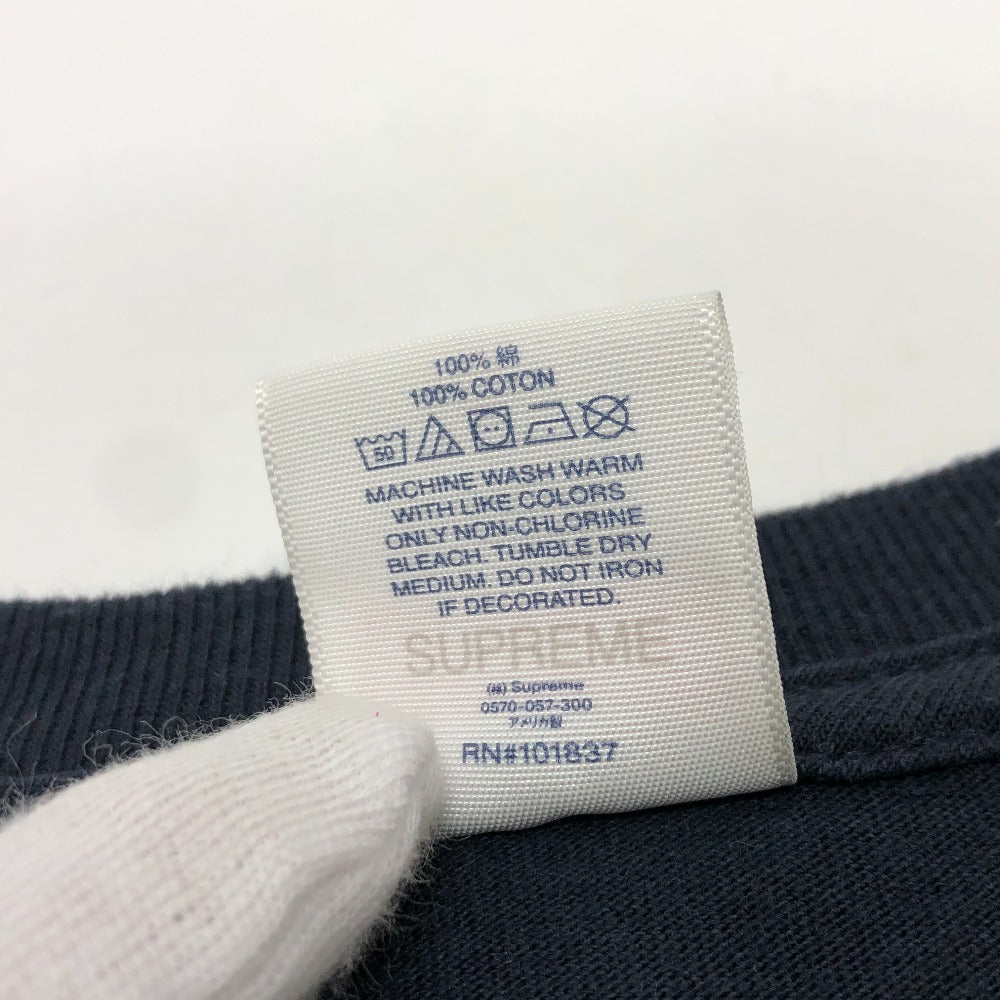 100% 綿
100% COTON
50
MACHINE WASH WARM
WITH LIKE COLORS
ONLY NON-CHLORINE
BLEACH. TUMBLE DRY
MEDIUM. DO NOT IRON
IF DECORATED.
SUPREME
(株) Supreme
0570-057-300
アメリカ製
RN#101837